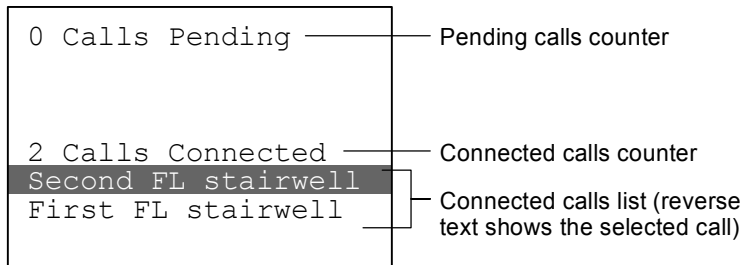 0 Calls Pending
Pending calls counter
2 Calls Connected
Connected calls counter
Second FL stairwell
First FL stairwell
Connected calls list (reverse
text shows the selected call)